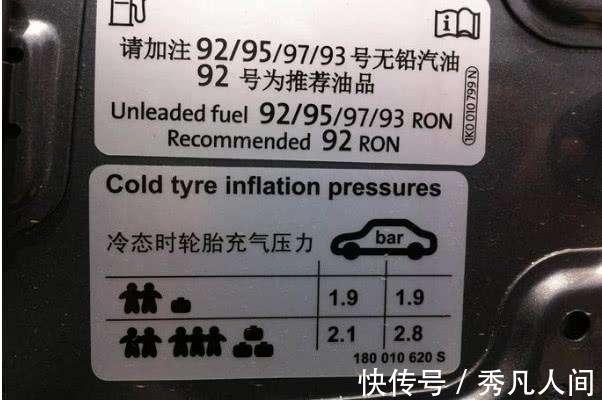 请加注 92/95/97/93 号无铅汽油
92 号为推荐油品
Unleaded fuel 92/95/97/93 RON
Recommended 92 RON
1K0 010 799 N
Cold tyre inflation pressures
冷态时轮胎充气压力
bar
1.9 1.9
2.1 2.8
180 010 620 S
快传号 / 秀凡人间